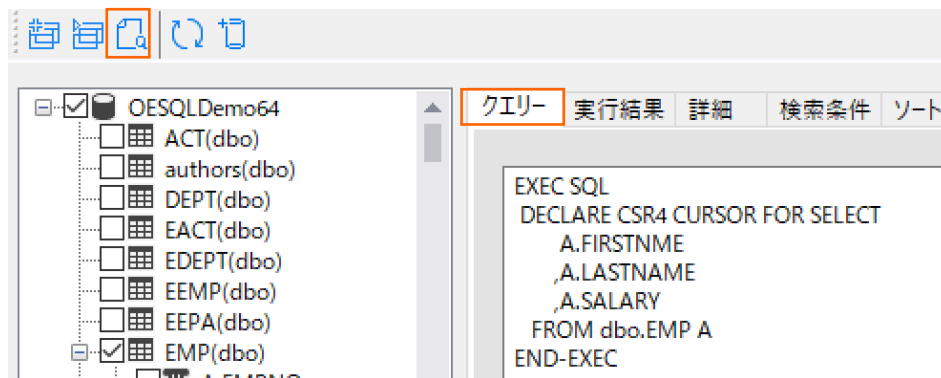 OESQLDemo64
ACT(dbo)
authors(dbo)
DEPT(dbo)
EACT(dbo)
EDEPT(dbo)
EEMP(dbo)
EEPA(dbo)
EMP(dbo)
クエリー 実行結果 詳細 検索条件 ソート
EXEC SQL
DECLARE CSR4 CURSOR FOR SELECT
A.FIRSTNME
,A.LASTNAME
,A.SALARY
FROM dbo.EMP A
END-EXEC